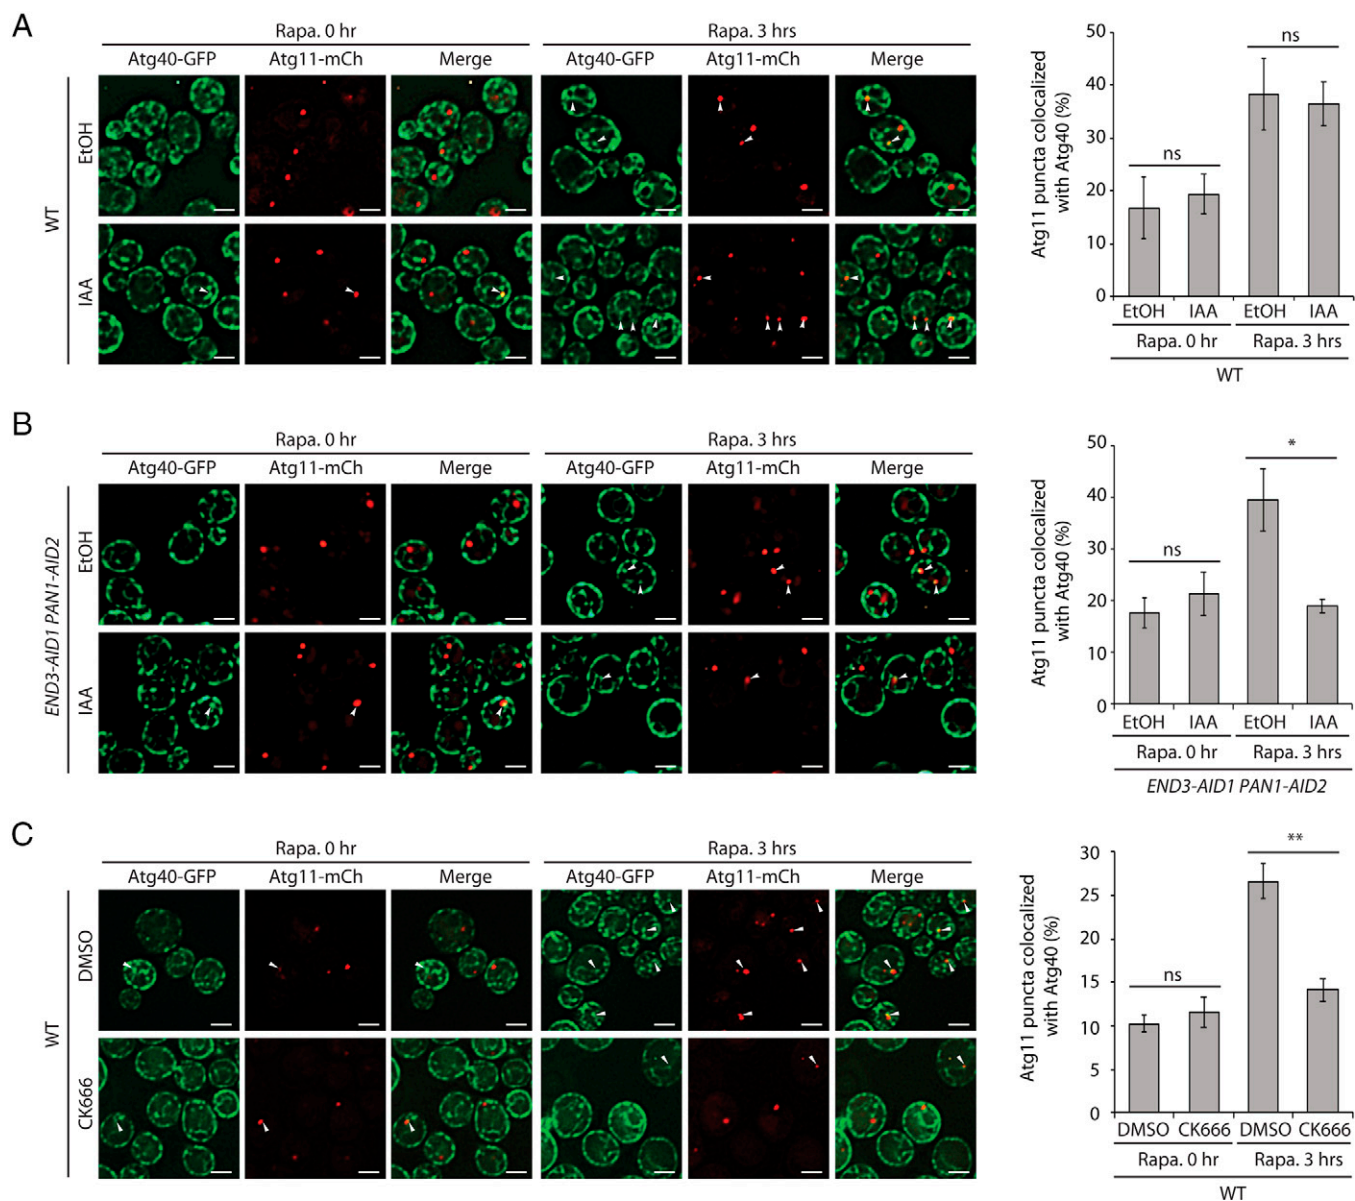 A
Rapa. 0 hr
Rapa. 3 hrs
Atg40-GFP
Atg11-mCh
Merge
Atg40-GFP
Atg11-mCh
Merge
WT
EtOH
IAA
Atg11 puncta colocalized
with Atg40 (%)
50
40
30
20
10
0
ns
ns
EtOH
IAA
EtOH
IAA
Rapa. 0 hr
Rapa. 3 hrs
WT
B
Rapa. 0 hr
Rapa. 3 hrs
Atg40-GFP
Atg11-mCh
Merge
Atg40-GFP
Atg11-mCh
Merge
END3-AID1 PAN1-AID2
EtOH
IAA
Atg11 puncta colocalized
with Atg40 (%)
50
40
30
20
10
0
ns
*
EtOH
IAA
EtOH
IAA
Rapa. 0 hr
Rapa. 3 hrs
END3-AID1 PAN1-AID2
C
Rapa. 0 hr
Rapa. 3 hrs
Atg40-GFP
Atg11-mCh
Merge
Atg40-GFP
Atg11-mCh
Merge
WT
DMSO
CK666
Atg11 puncta colocalized
with Atg40 (%)
30
25
20
15
10
5
0
ns
**
DMSO
CK666
DMSO
CK666
Rapa. 0 hr
Rapa. 3 hrs
WT